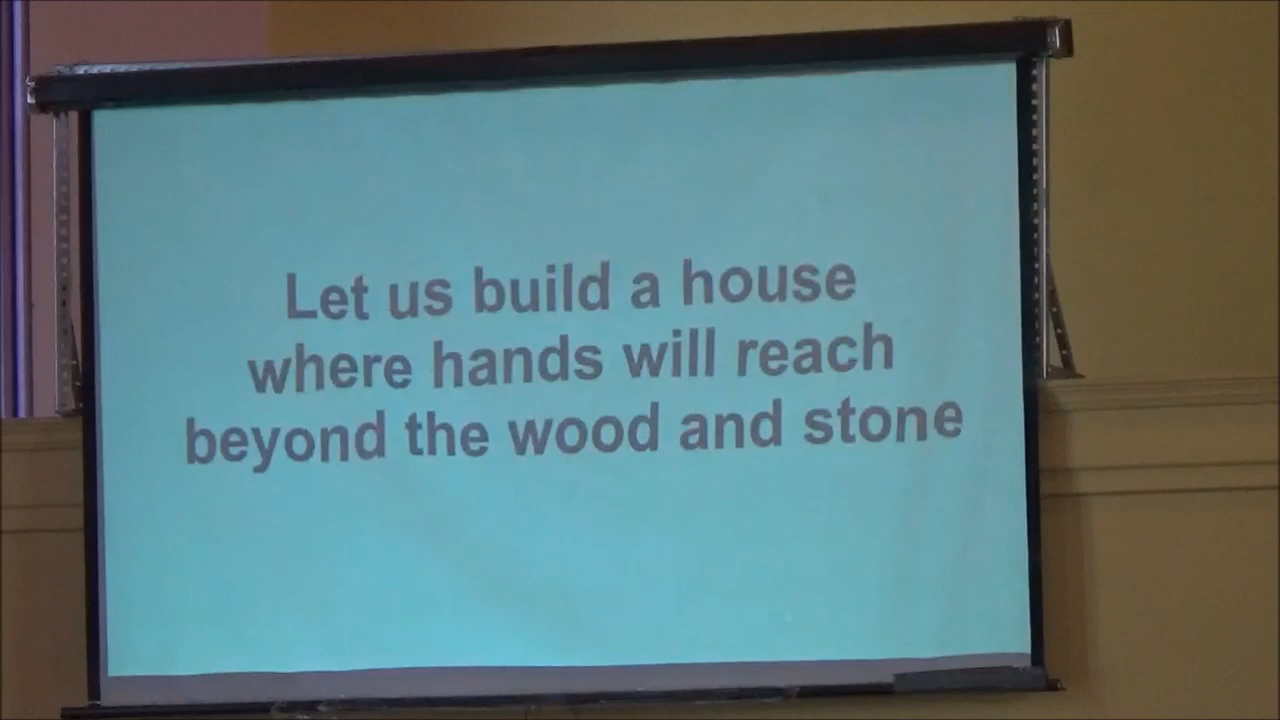 Let us build a house
where hands will reach
beyond the wood and stone